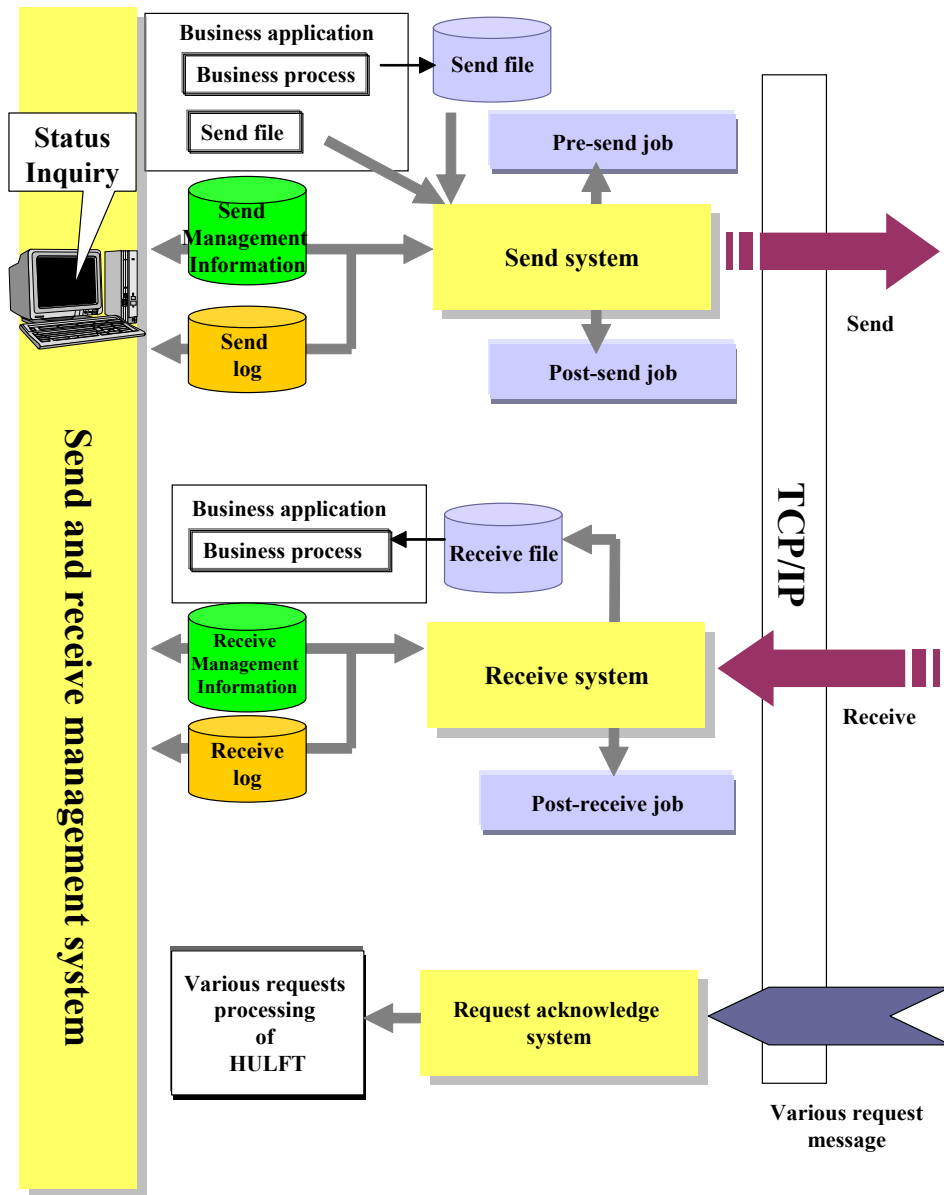 Business application
Business process
Send file
Send file
Status
Inquiry
Pre-send job
Send
Management
Information
Send system
Send
Send
log
Post-send job
Send and receive management system
TCP/IP
Business application
Business process
Receive file
Receive
Management
Information
Receive system
Receive
Receive
log
Post-receive job
Various requests
processing
of
HULFT
Request acknowledge
system
Various request
message